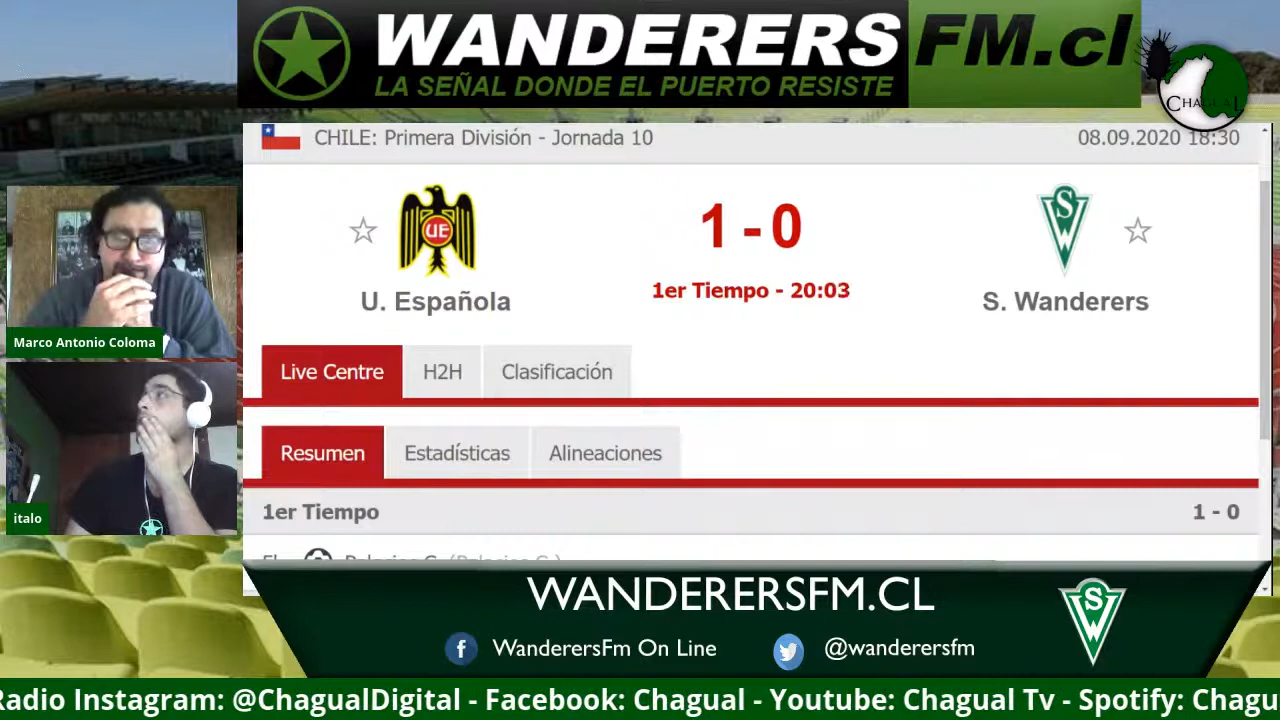 WANDERERS FM.cl
LA SEÑAL DONDE EL PUERTO RESISTE
CHAGUAL
CHILE: Primera División - Jornada 10
08.09.2020 18:30
UE
1 - 0
S
W
1er Tiempo - 20:03
U. Española
S. Wanderers
Marco Antonio Coloma
Live Centre
H2H
Clasificación
Resumen
Estadísticas
Alineaciones
italo
1er Tiempo
1 - 0
WANDERERSFM.CL
S
W
WanderersFm On Line
@wanderersfm
Radio Instagram: @ChagualDigital - Facebook: Chagual - Youtube: Chagual Tv - Spotify: Chagu